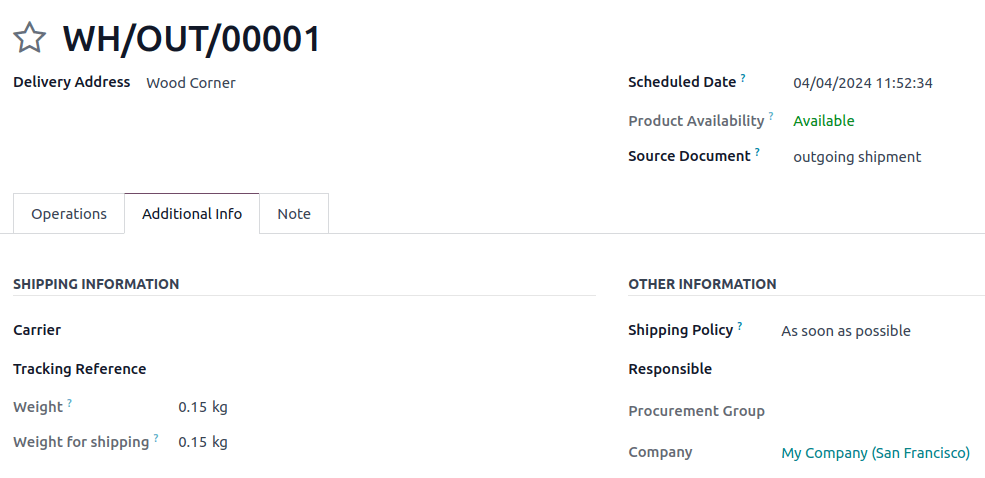 WH/OUT/00001
Delivery Address Wood Corner
Scheduled Date ? 04/04/2024 11:52:34
Product Availability ? Available
Source Document ? outgoing shipment
Operations Additional Info Note
SHIPPING INFORMATION
Carrier
Tracking Reference
Weight ? 0.15 kg
Weight for shipping ? 0.15 kg
OTHER INFORMATION
Shipping Policy ? As soon as possible
Responsible
Procurement Group
Company My Company (San Francisco)